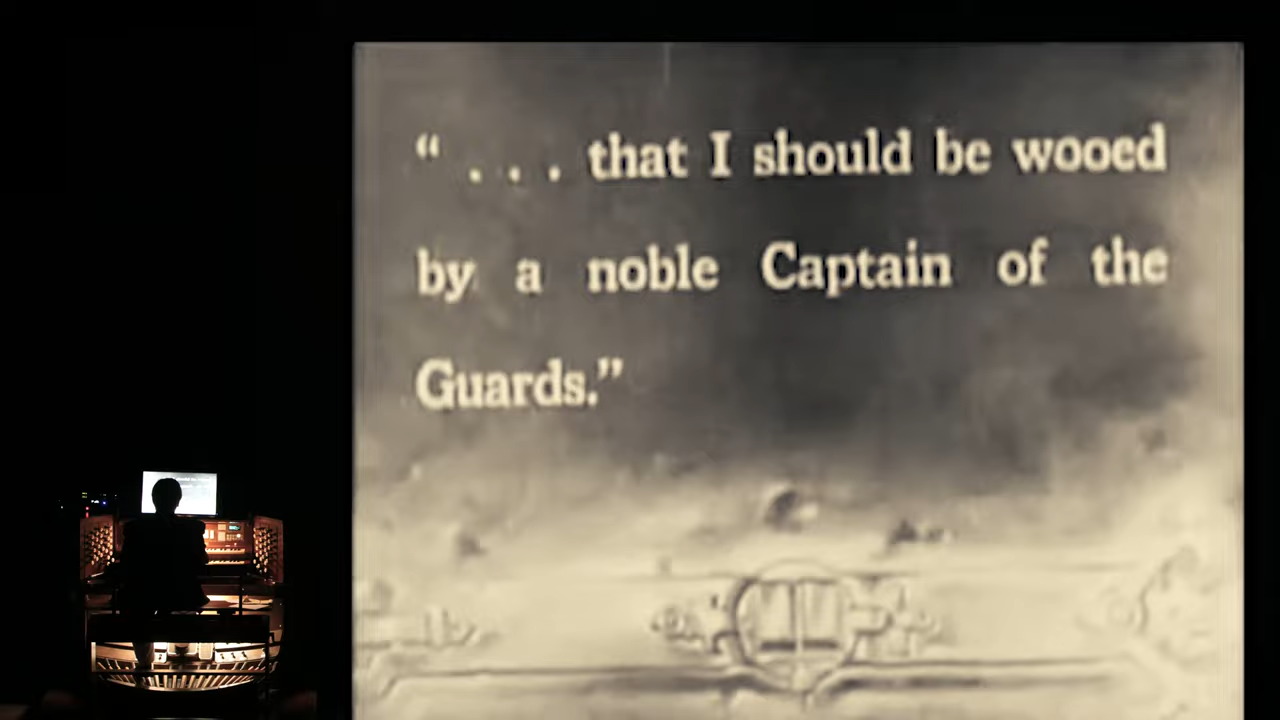 “ . . . that I should be wooed
by a noble Captain of the
Guards.”